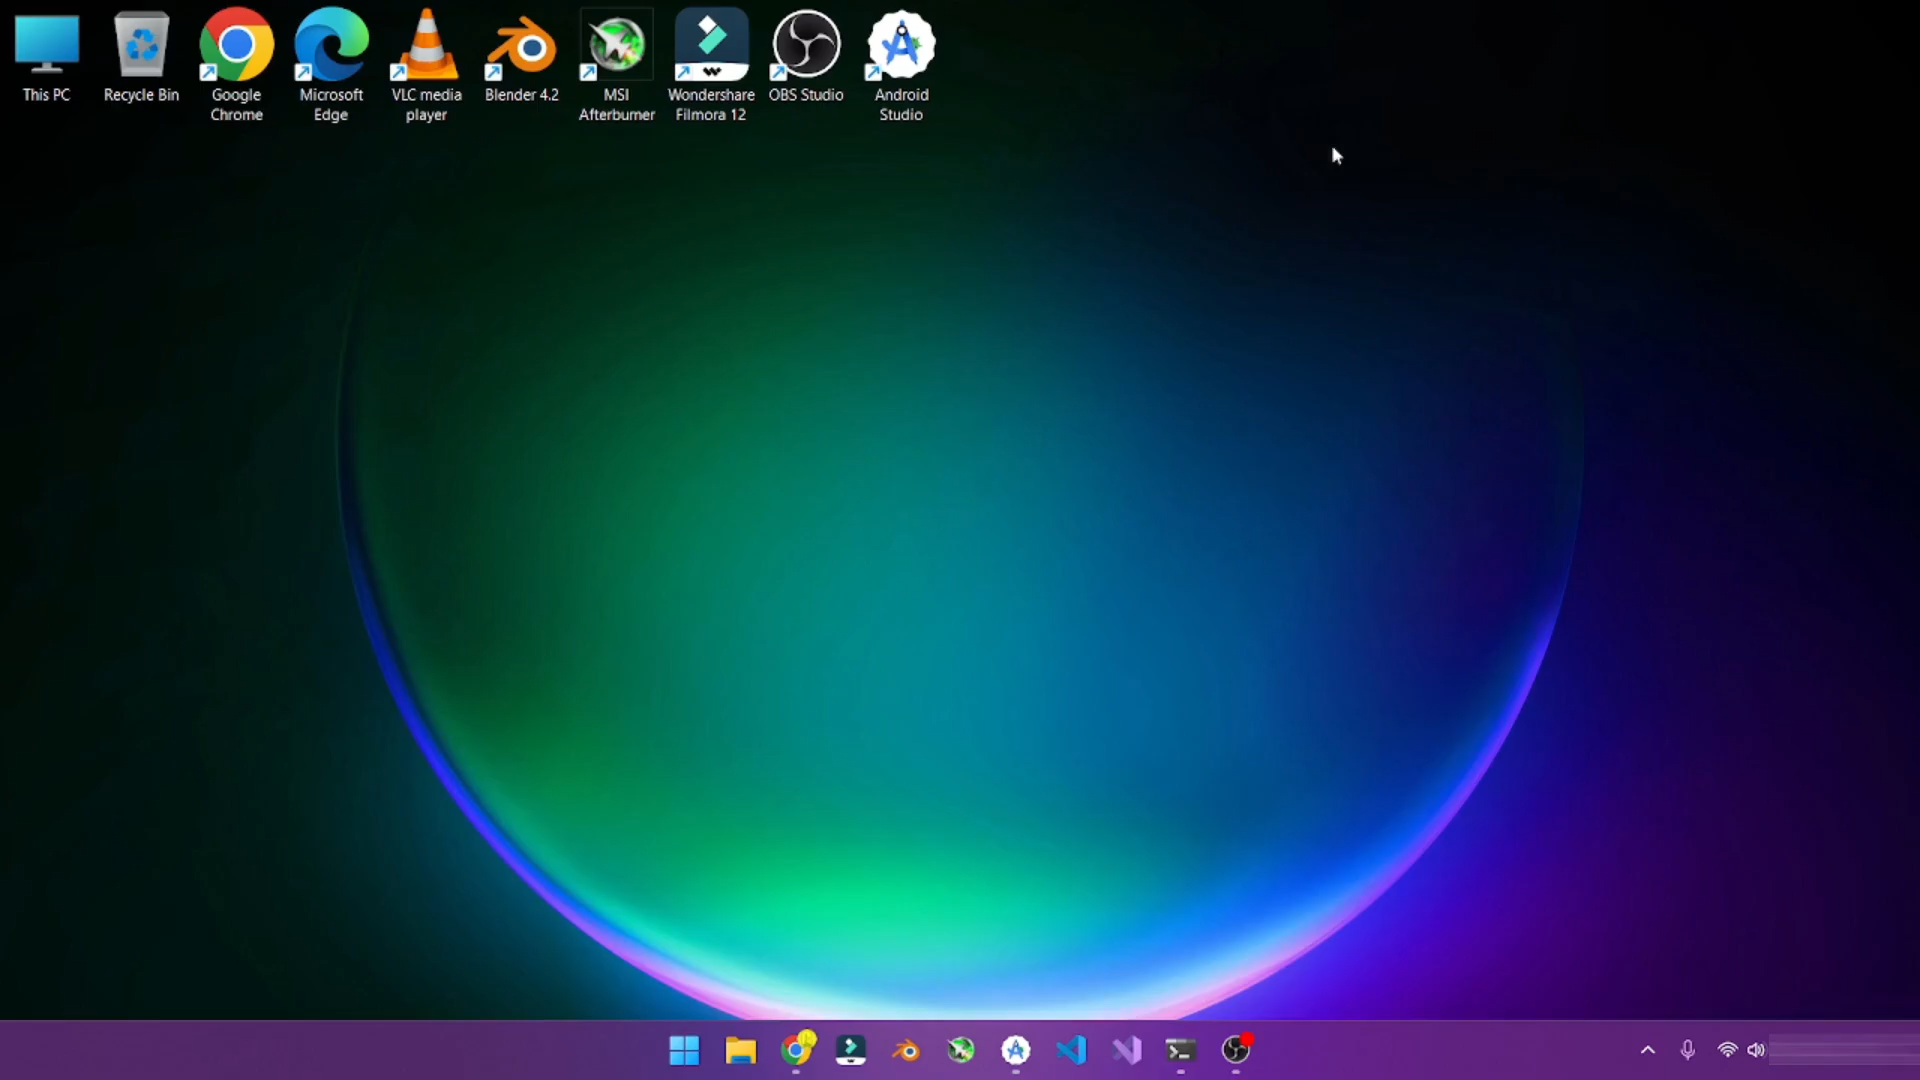 This PC
Recycle Bin
Google
Chrome
Microsoft
Edge
VLC media
player
Blender 4.2
MSI
Afterburner
Wondershare
Filmora 12
OBS Studio
Android
Studio